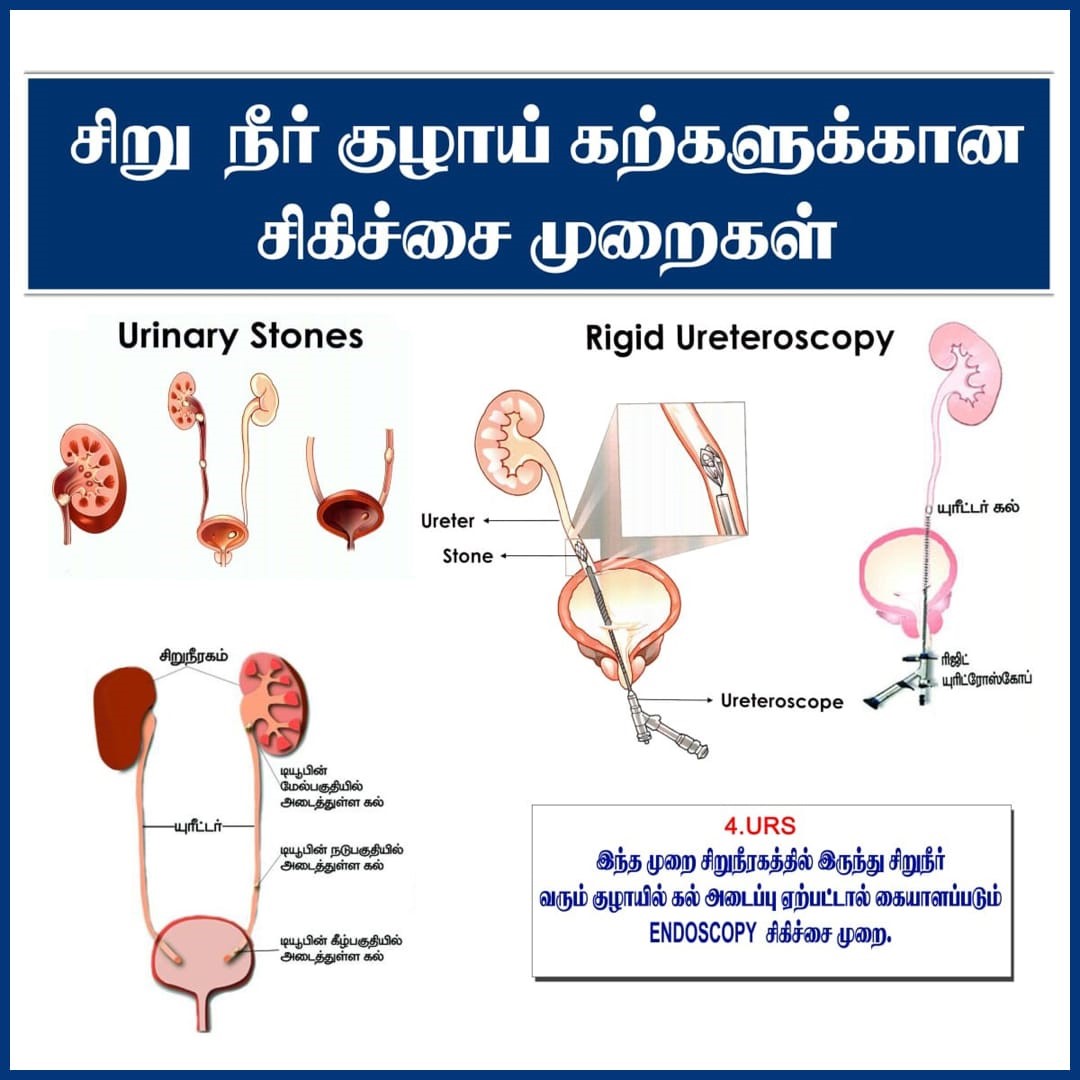 சிறு நீர் குழாய் கற்களுக்கான
சிகிச்சை முறைகள்
Urinary Stones
Rigid Ureteroscopy
Ureter
Stone
Ureteroscope
யுரீட்டர் கல்
ரிஜிட்
யுரிட்ரோஸ்கோப்
சிறுநீரகம்
டியூபின்
மேல்பகுதியில்
அடைத்துள்ள கல்
யுரீட்டர்
டியூபின் நடுபகுதியில்
அடைத்துள்ள கல்
டியூபின் கீழ்பகுதியில்
அடைத்துள்ள கல்
4.URS
இந்த முறை சிறுநீரகத்தில் இருந்து சிறுநீர்
வரும் குழாயில் கல் அடைப்பு ஏற்பட்டால் கையாளப்படும்
ENDOSCOPY சிகிச்சை முறை.